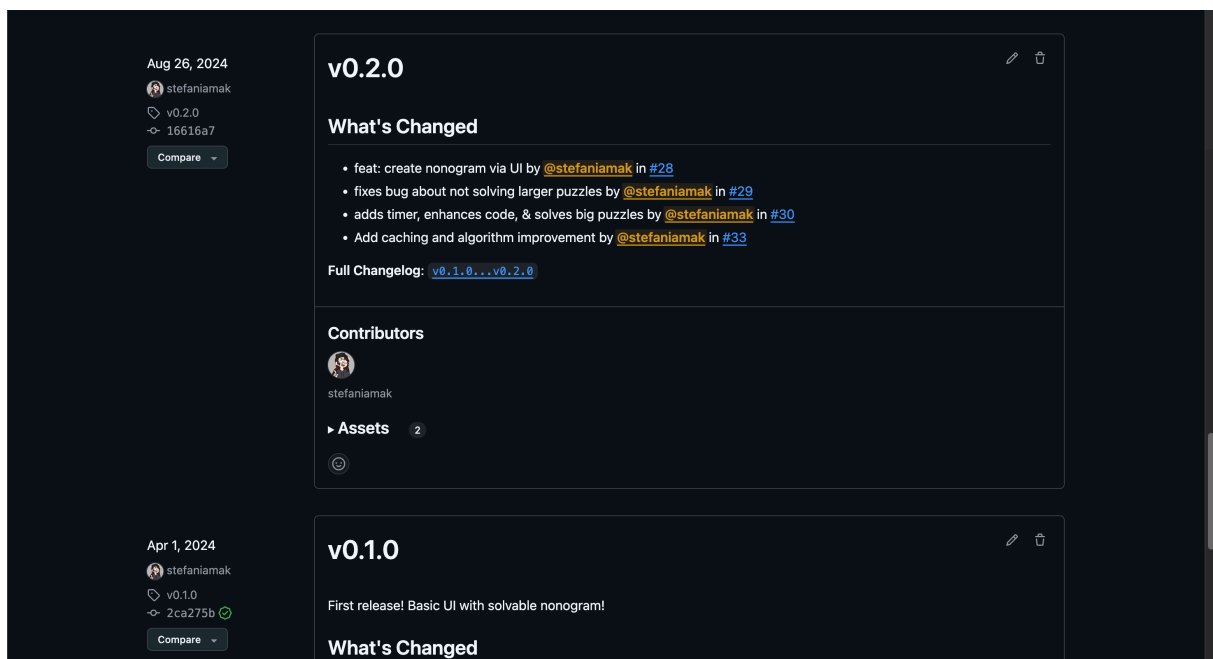 Aug 26, 2024
stefaniamak
v0.2.0
16616a7
Compare
v0.2.0
What's Changed
• feat: create nonogram via UI by @stefaniamak in #28
• fixes bug about not solving larger puzzles by @stefaniamak in #29
• adds timer, enhances code, & solves big puzzles by @stefaniamak in #30
• Add caching and algorithm improvement by @stefaniamak in #33
Full Changelog: v0.1.0...v0.2.0
Contributors
stefaniamak
Assets 2
Apr 1, 2024
stefaniamak
v0.1.0
2ca275b
Compare
v0.1.0
First release! Basic UI with solvable nonogram!
What's Changed